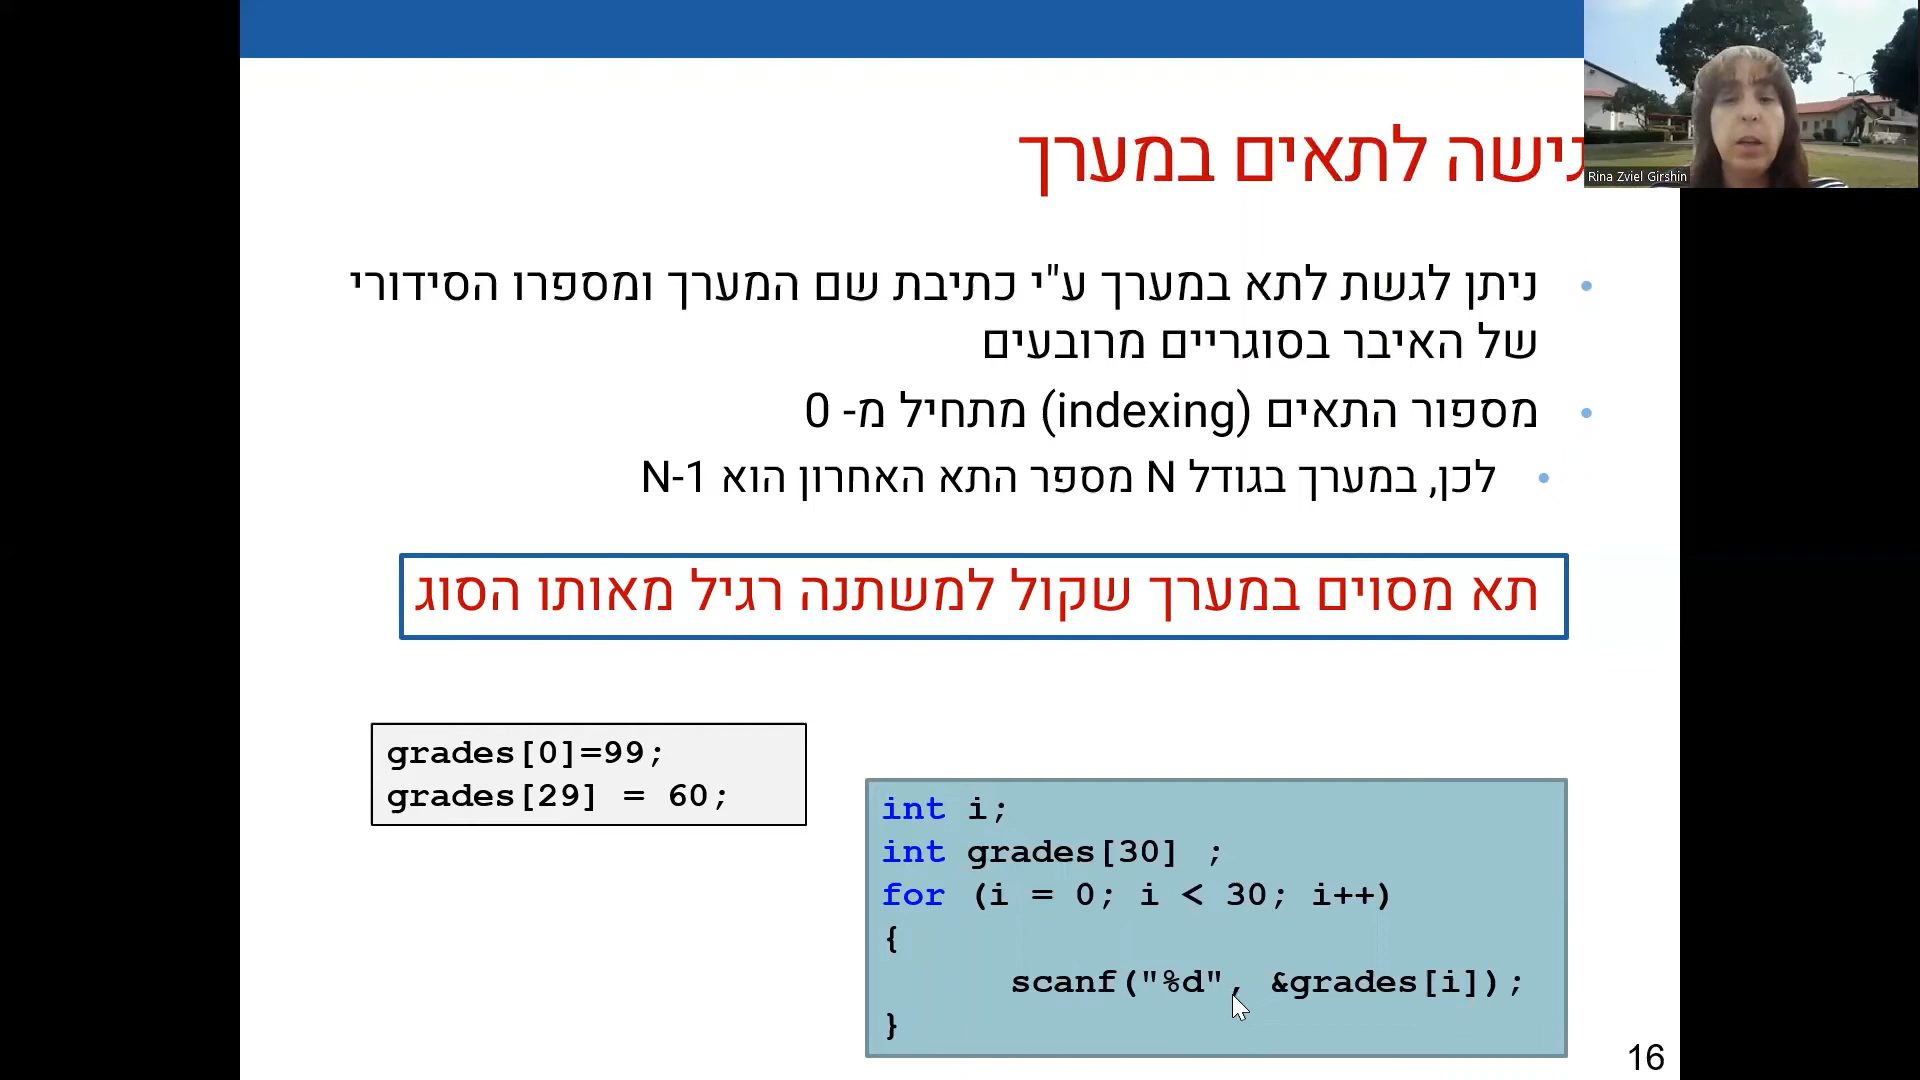 גישה לתאים במערך
Rina Zviel Girshin
ניתן לגשת לתא במערך ע"י כתיבת שם המערך ומספרו הסידורי
של האיבר בסוגריים מרובעים
מספור התאים (indexing) מתחיל מ- 0
לכן, במערך בגודל N מספר התא האחרון הוא N-1
תא מסוים במערך שקול למשתנה רגיל מאותו הסוג
grades[0]=99;
grades[29] = 60;
int i;
int grades[30] ;
for (i = 0; i < 30; i++)
{
scanf("%d", &grades[i]);
}
16